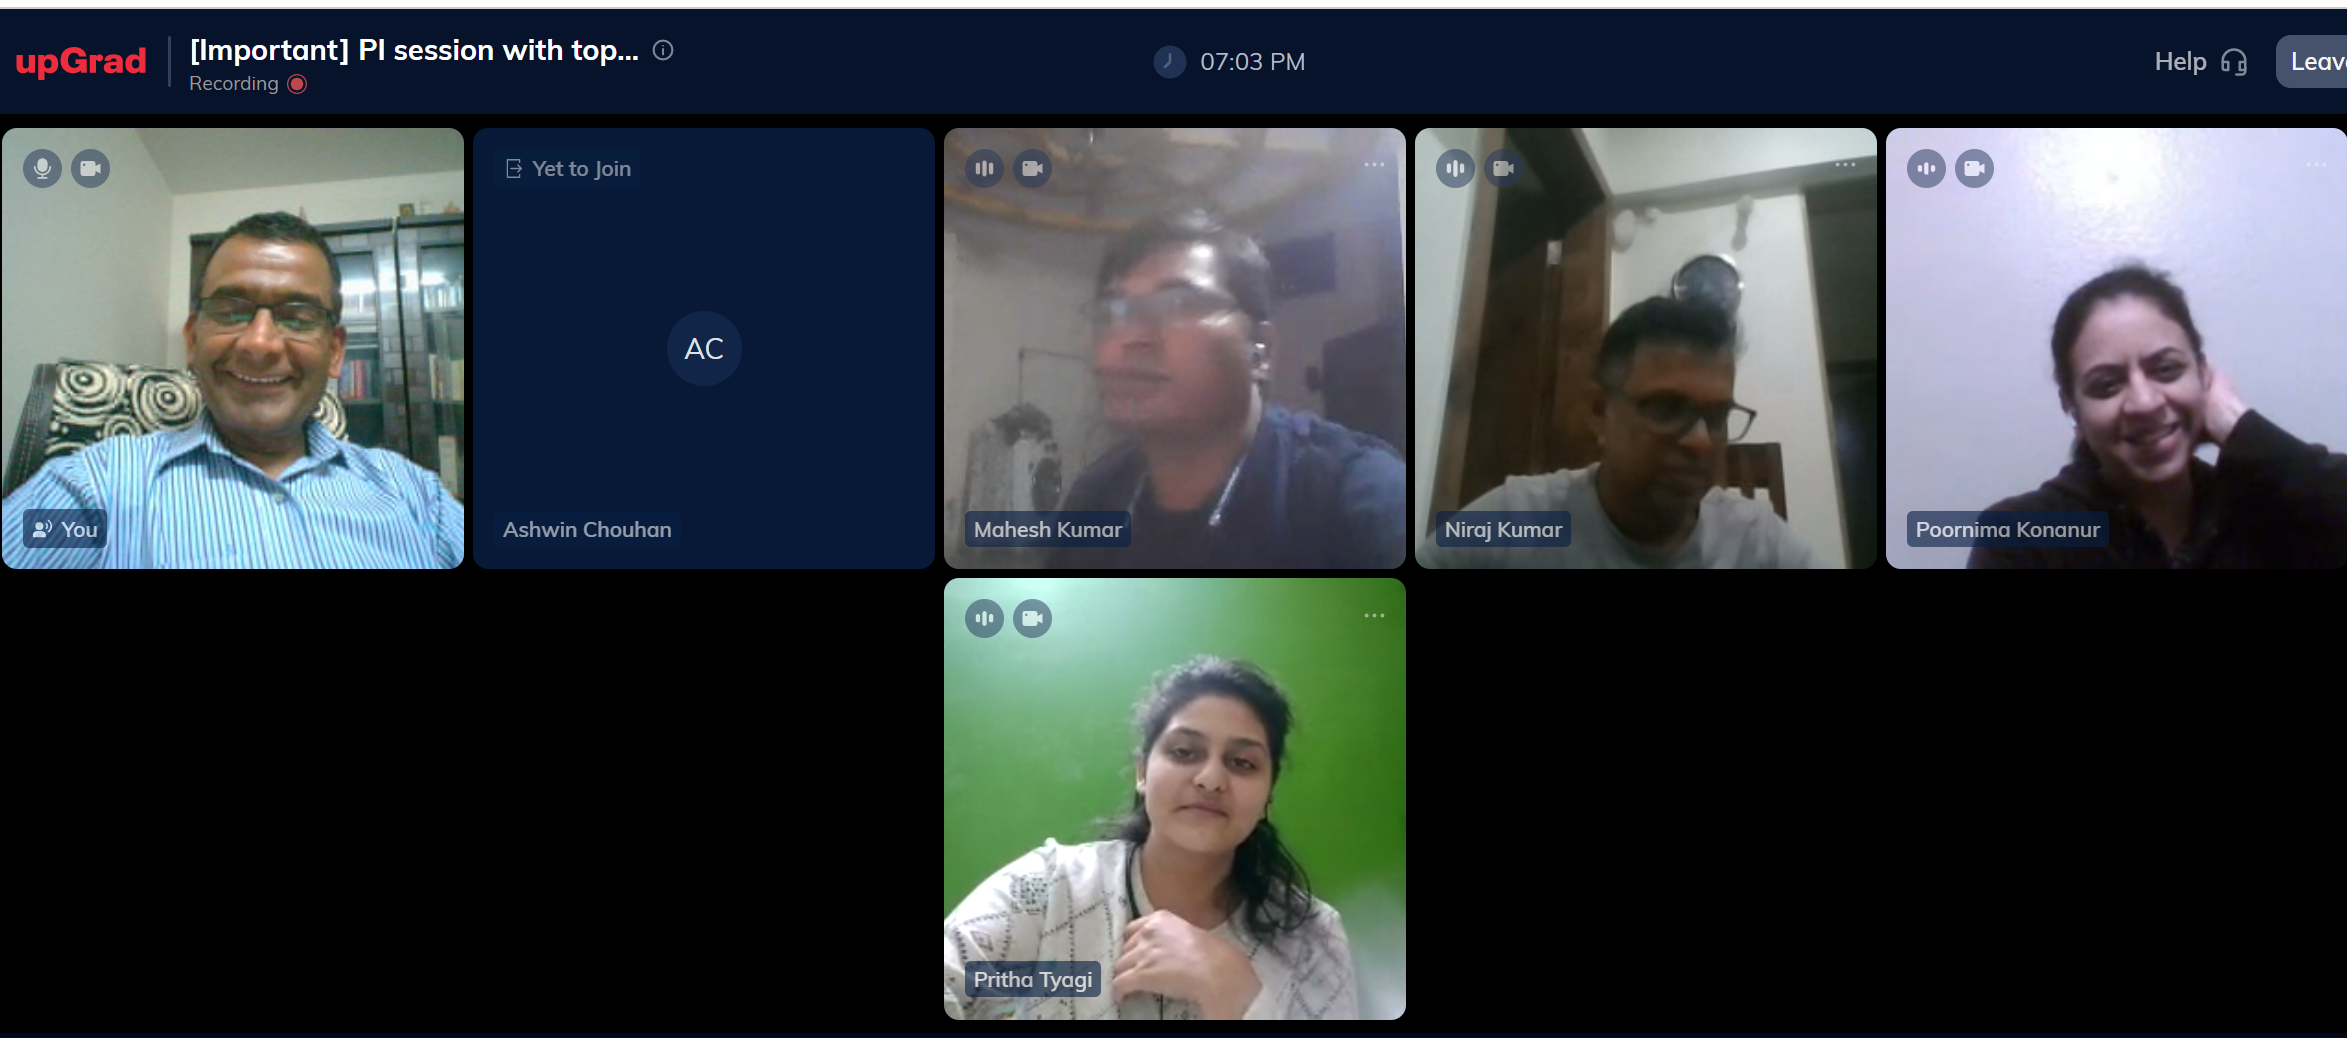 upGrad
[Important] PI session with top...
Recording
07:03 PM
Help
Leav
You
Yet to Join
AC
Ashwin Chouhan
Mahesh Kumar
Niraj Kumar
Poornima Konanur
Pritha Tyagi